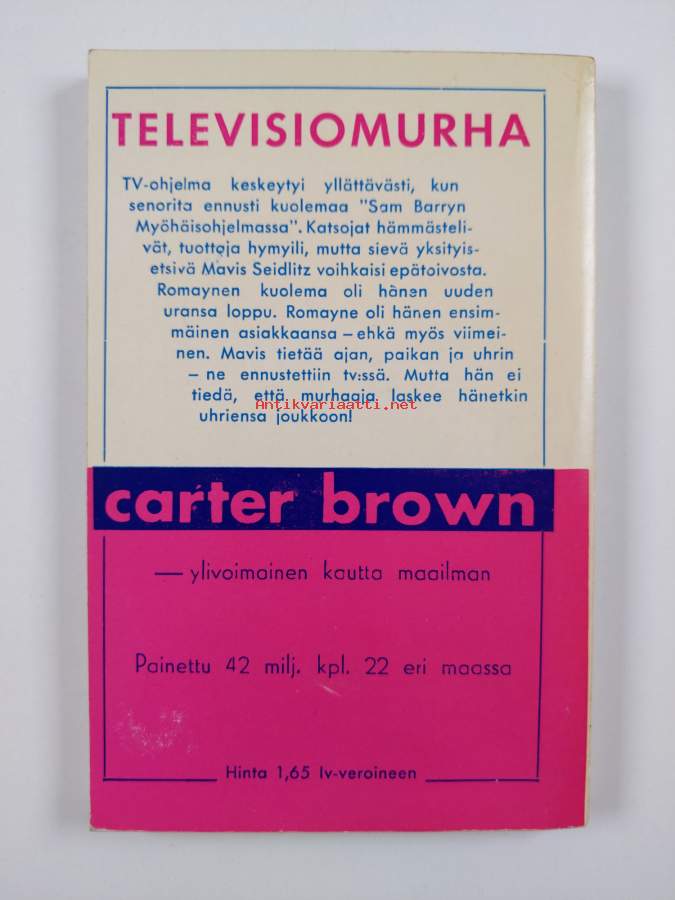 TELEVISIOMURHA
TV-ohjelma keskeytyi yllättävästi, kun
senorita ennusti kuolemaa "Sam Barryn
Myöhäisohjelmassa". Katsojat hämmästeli-
vät, tuottaja hymyili, mutta sievä yksityis-
etsivä Mavis Seidlitz voihkaisi epätoivosta.
Romaynen kuolema oli hänen uuden
uransa loppu. Romayne oli hänen ensim-
mäinen asiakkaansa – ehkä myös viimei-
nen. Mavis tietää ajan, paikan ja uhrin
– ne ennustettiin tv:ssä. Mutta hän ei
tiedä, että murhaaja laskee hänetkin
Antikvariaatti.net
uhriensa joukkoon!
carter brown
— ylivoimainen kautta maailman
Painettu 42 milj. kpl. 22 eri maassa
Hinta 1,65 lv-veroineen